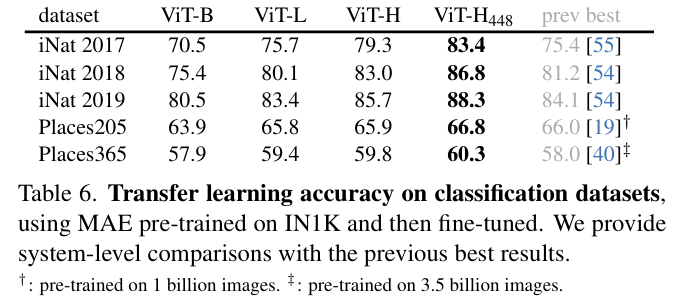 dataset ViT-B ViT-L ViT-H ViT-H448 prev best
iNat 2017 70.5 75.7 79.3 83.4 75.4 [55]
iNat 2018 75.4 80.1 83.0 86.8 81.2 [54]
iNat 2019 80.5 83.4 85.7 88.3 84.1 [54]
Places205 63.9 65.8 65.9 66.8 66.0 [19]†
Places365 57.9 59.4 59.8 60.3 58.0 [40]‡
Table 6. Transfer learning accuracy on classification datasets,
using MAE pre-trained on IN1K and then fine-tuned. We provide
system-level comparisons with the previous best results.
†: pre-trained on 1 billion images. ‡: pre-trained on 3.5 billion images.